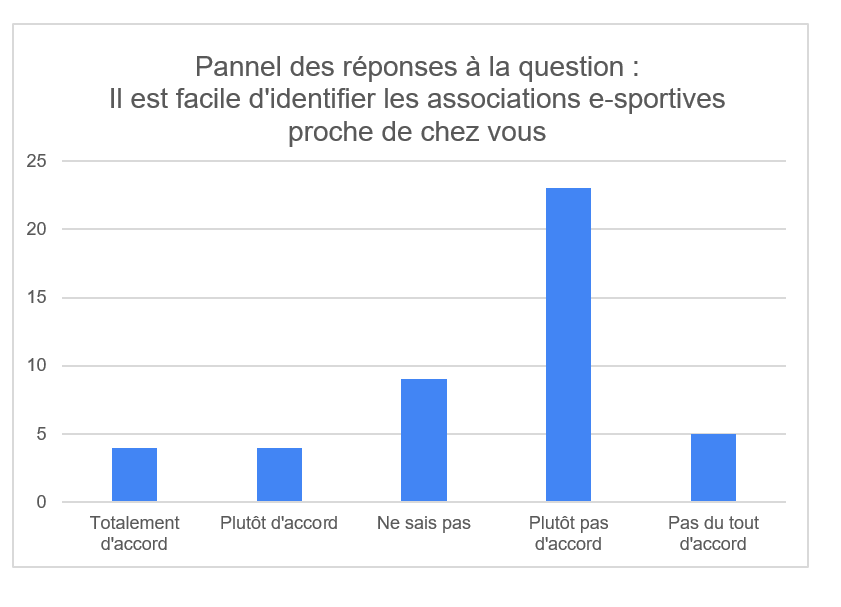 Pannel des réponses à la question :
Il est facile d'identifier les associations e-sportives
proche de chez vous
25
20
15
10
5
0
Totalement
d'accord
Plutôt d'accord
Ne sais pas
Plutôt pas
d'accord
Pas du tout
d'accord